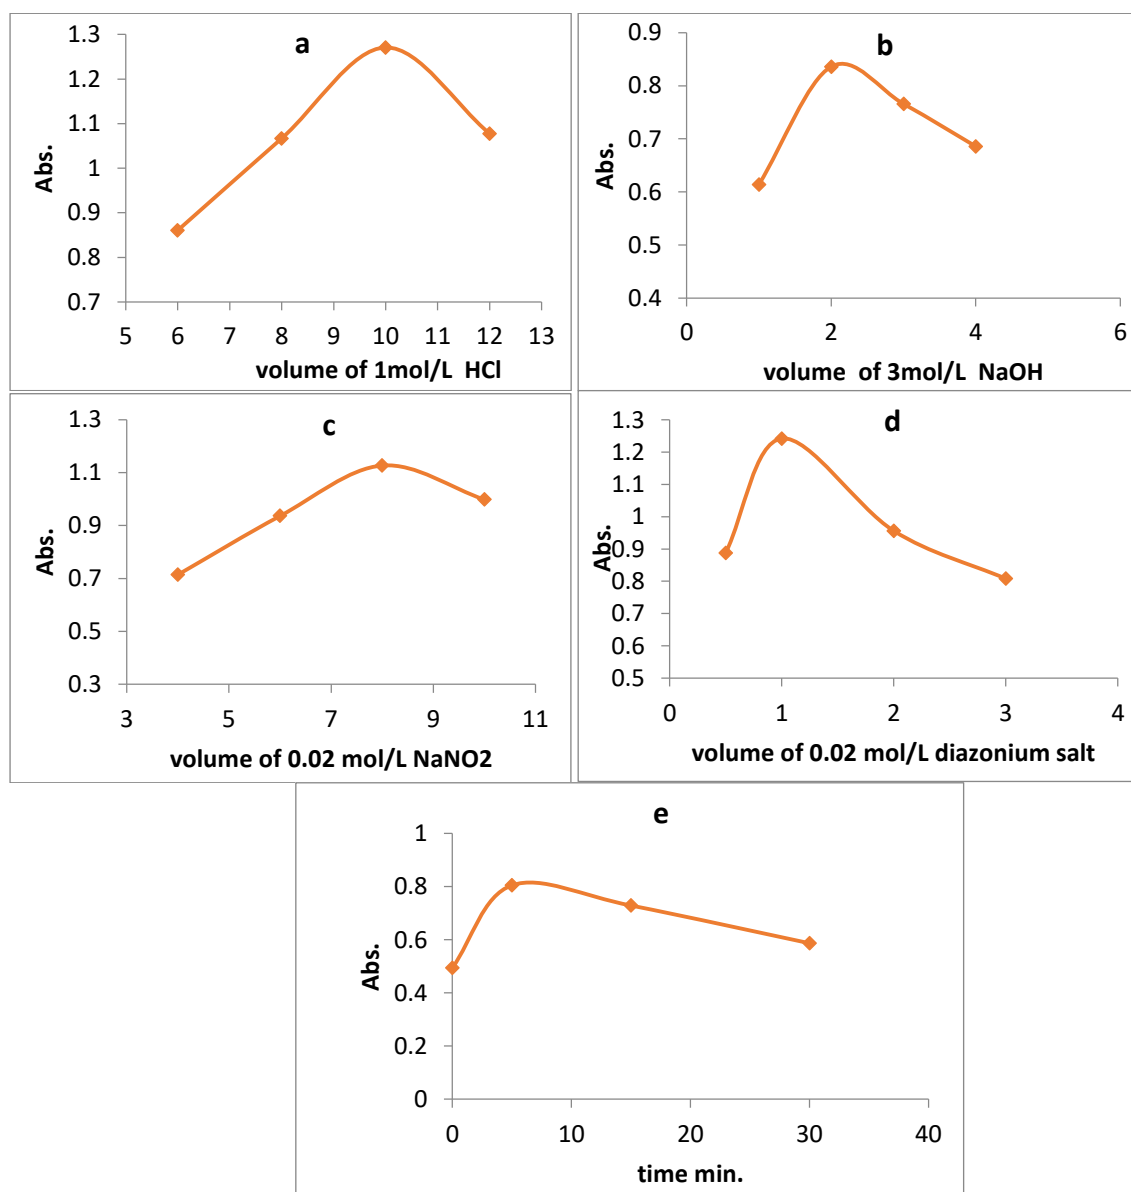 a
1.3
1.2
1.1
1
0.9
0.8
0.7
Abs.
5 6 7 8 9 10 11 12 13
volume of 1mol/L HCl
b
0.9
0.8
0.7
0.6
0.5
0.4
Abs.
0 2 4 6
volume of 3mol/L NaOH
c
1.3
1.1
0.9
0.7
0.5
0.3
Abs.
3 5 7 9 11
volume of 0.02 mol/L NaNO2
d
1.3
1.2
1.1
1
0.9
0.8
0.7
0.6
0.5
Abs.
0 1 2 3 4
volume of 0.02 mol/L diazonium salt
e
1
0.8
0.6
0.4
0.2
0
Abs.
0 10 20 30 40
time min.